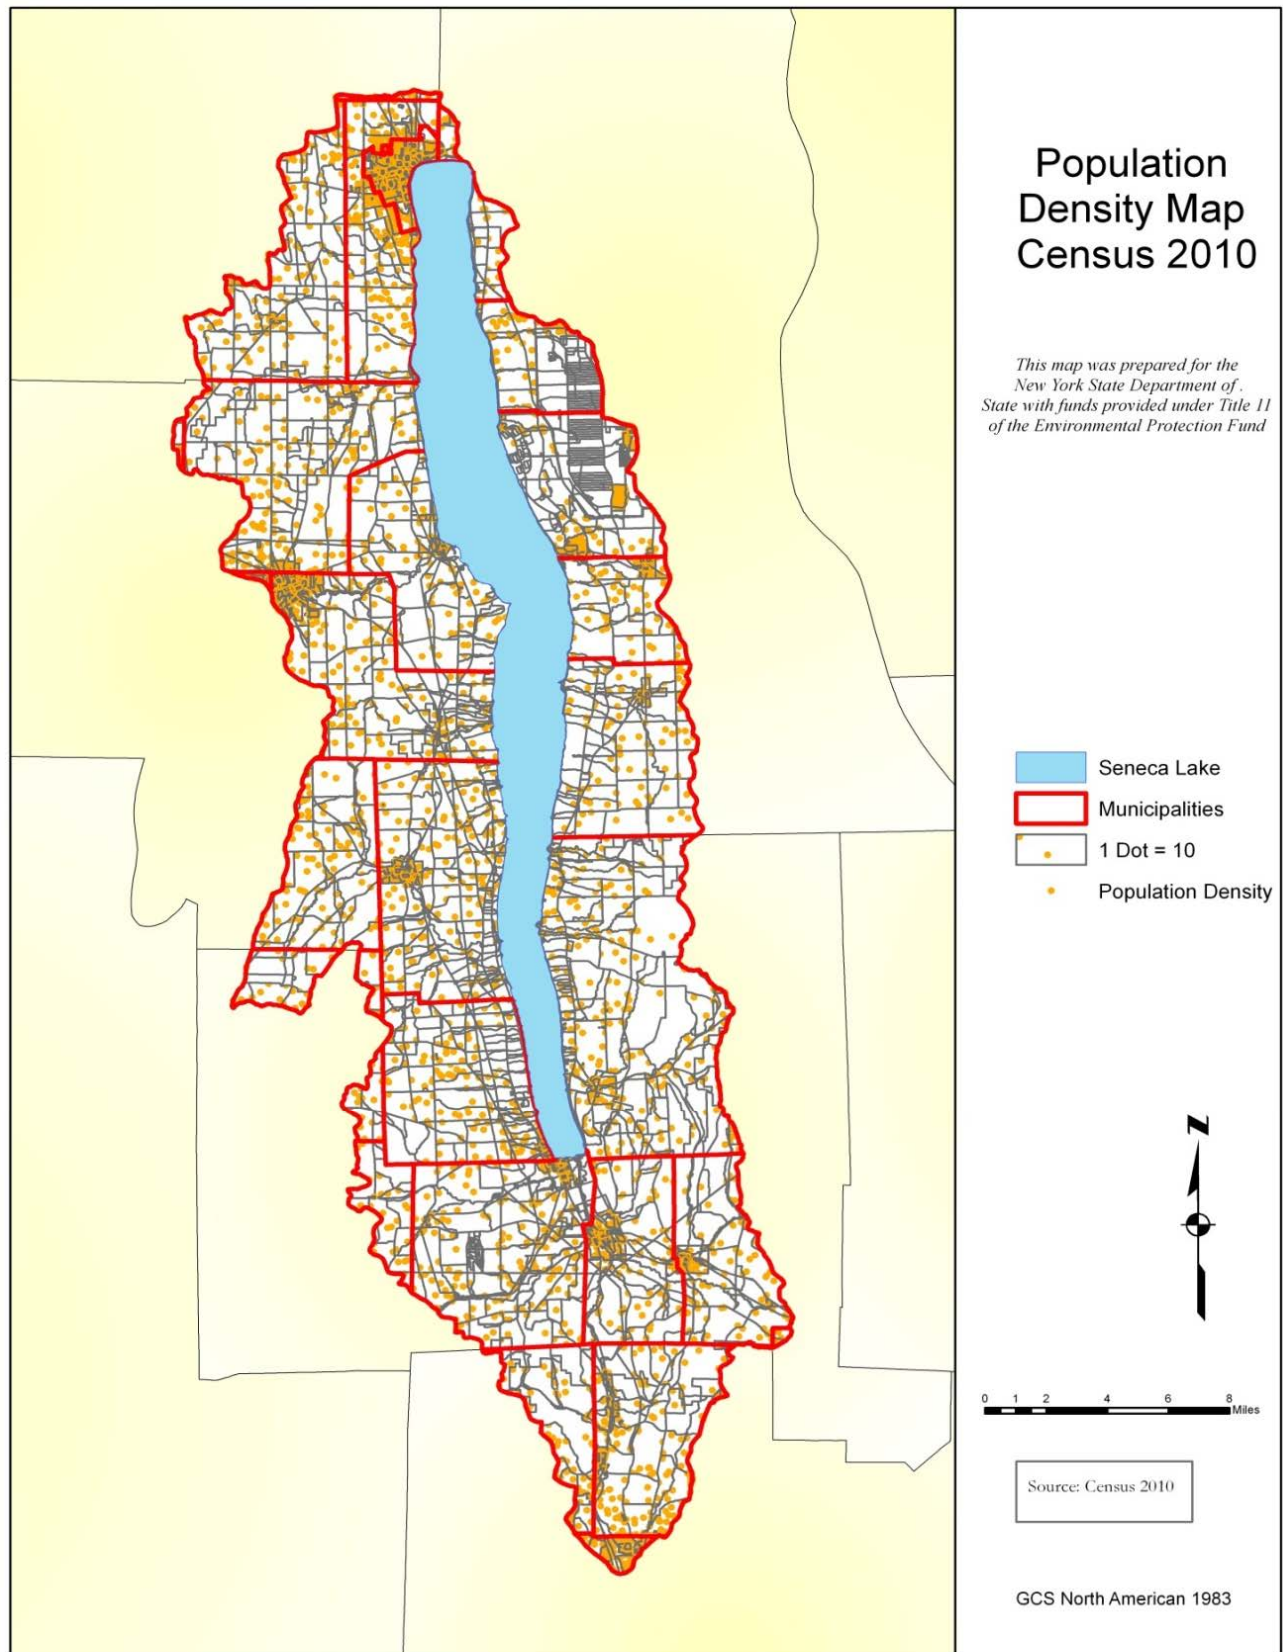 Population
Density Map
Census 2010
This map was prepared for the
New York State Department of .
State with funds provided under Title 11
of the Environmental Protection Fund
Seneca Lake
Municipalities
1 Dot = 10
Population Density
N
0 1 2 4 6 8
Miles
Source: Census 2010
GCS North American 1983